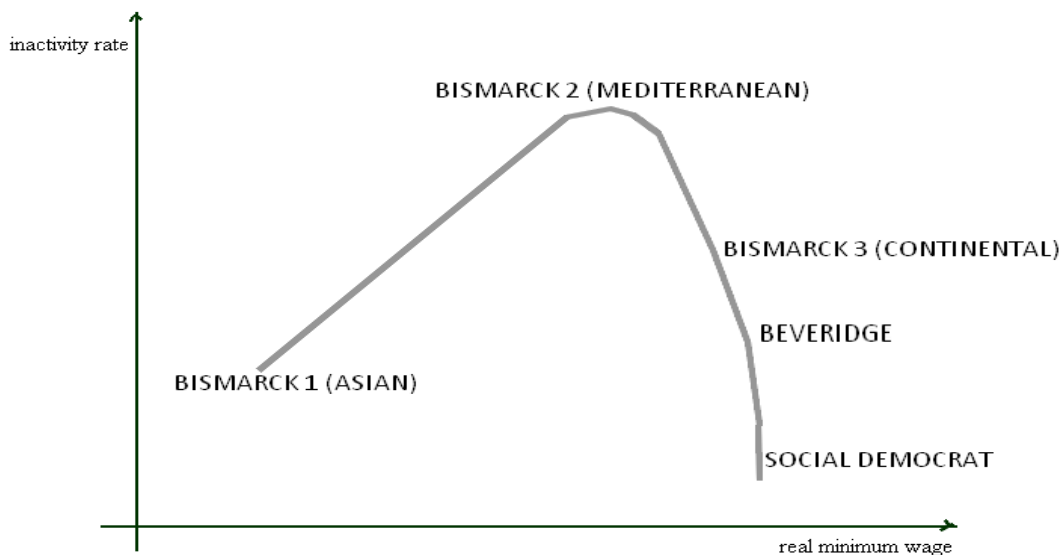 inactivity rate
BISMARCK 2 (MEDITERRANEAN)
BISMARCK 3 (CONTINENTAL)
BEVERIDGE
BISMARCK 1 (ASIAN)
SOCIAL DEMOCRAT
real minimum wage